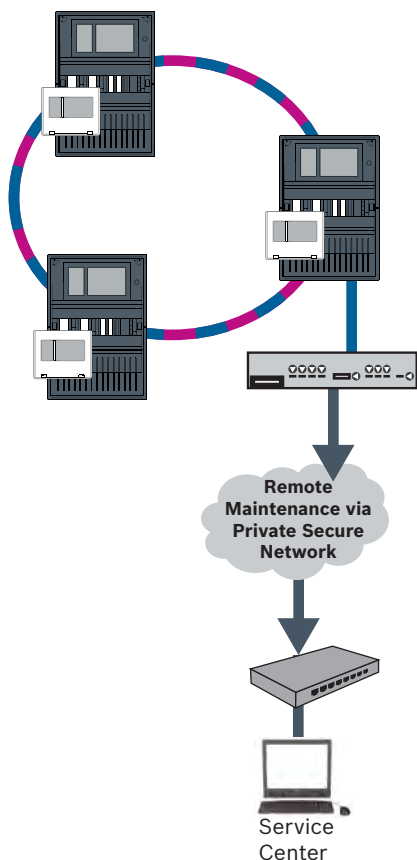 Remote
Maintenance via
Private Secure
Network
Service
Center